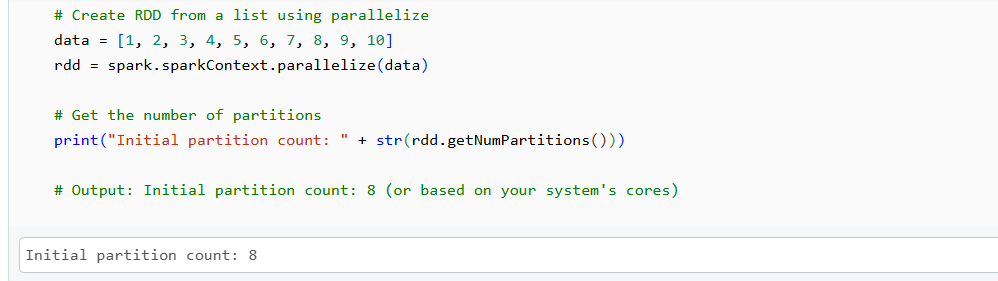 # Create RDD from a list using parallelize
data = [1, 2, 3, 4, 5, 6, 7, 8, 9, 10]
rdd = spark.sparkContext.parallelize(data)
# Get the number of partitions
print("Initial partition count: " + str(rdd.getNumPartitions()))
# Output: Initial partition count: 8 (or based on your system's cores)
Initial partition count: 8